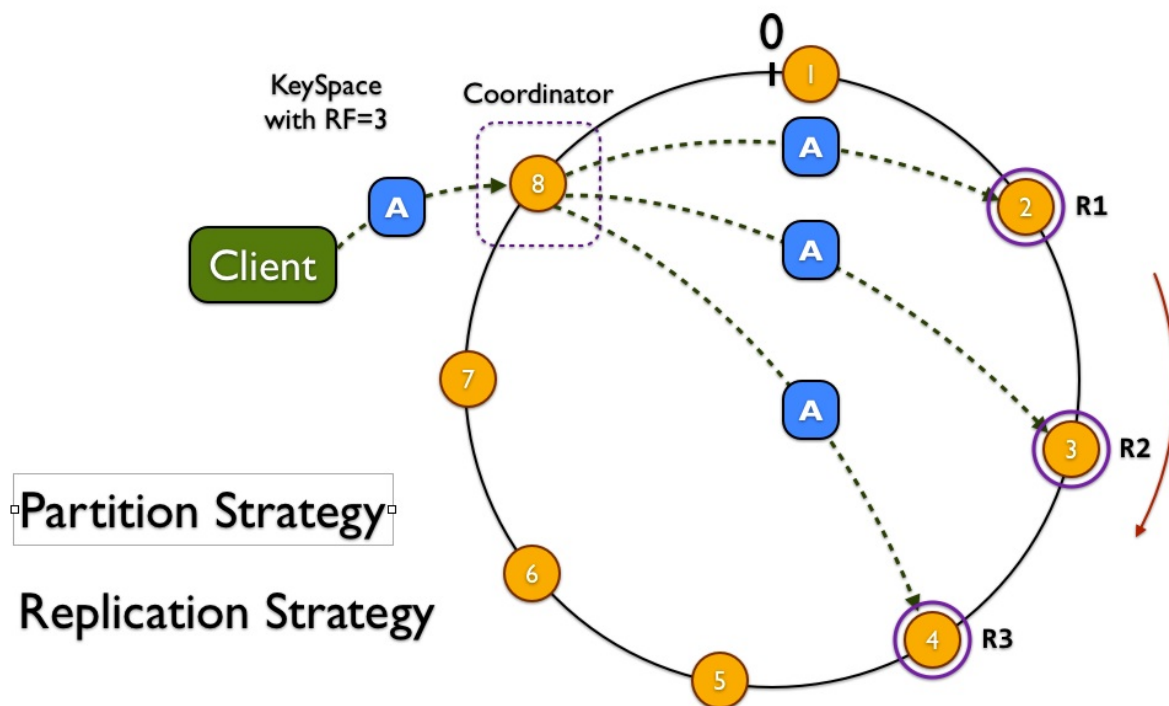 0
1
KeySpace
with RF=3
Coordinator
A
8
A
2
R1
A
Client
A
7
3
R2
Partition Strategy
6
Replication Strategy
4
R3
5